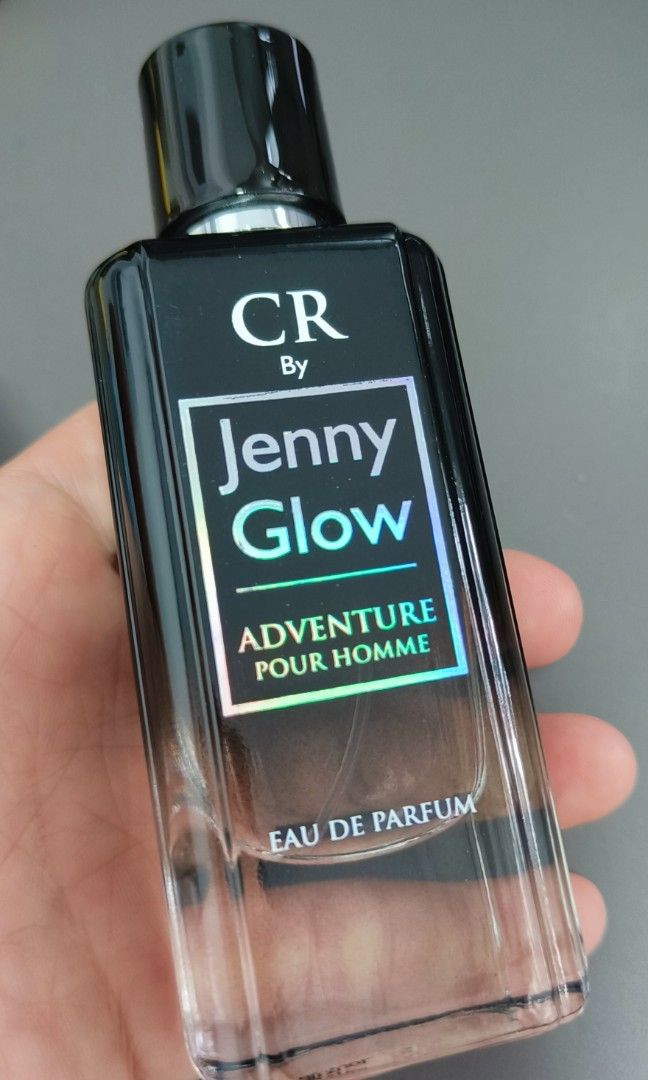 CR
By
Jenny
Glow
ADVENTURE
POUR HOMME
EAU DE PARFUM